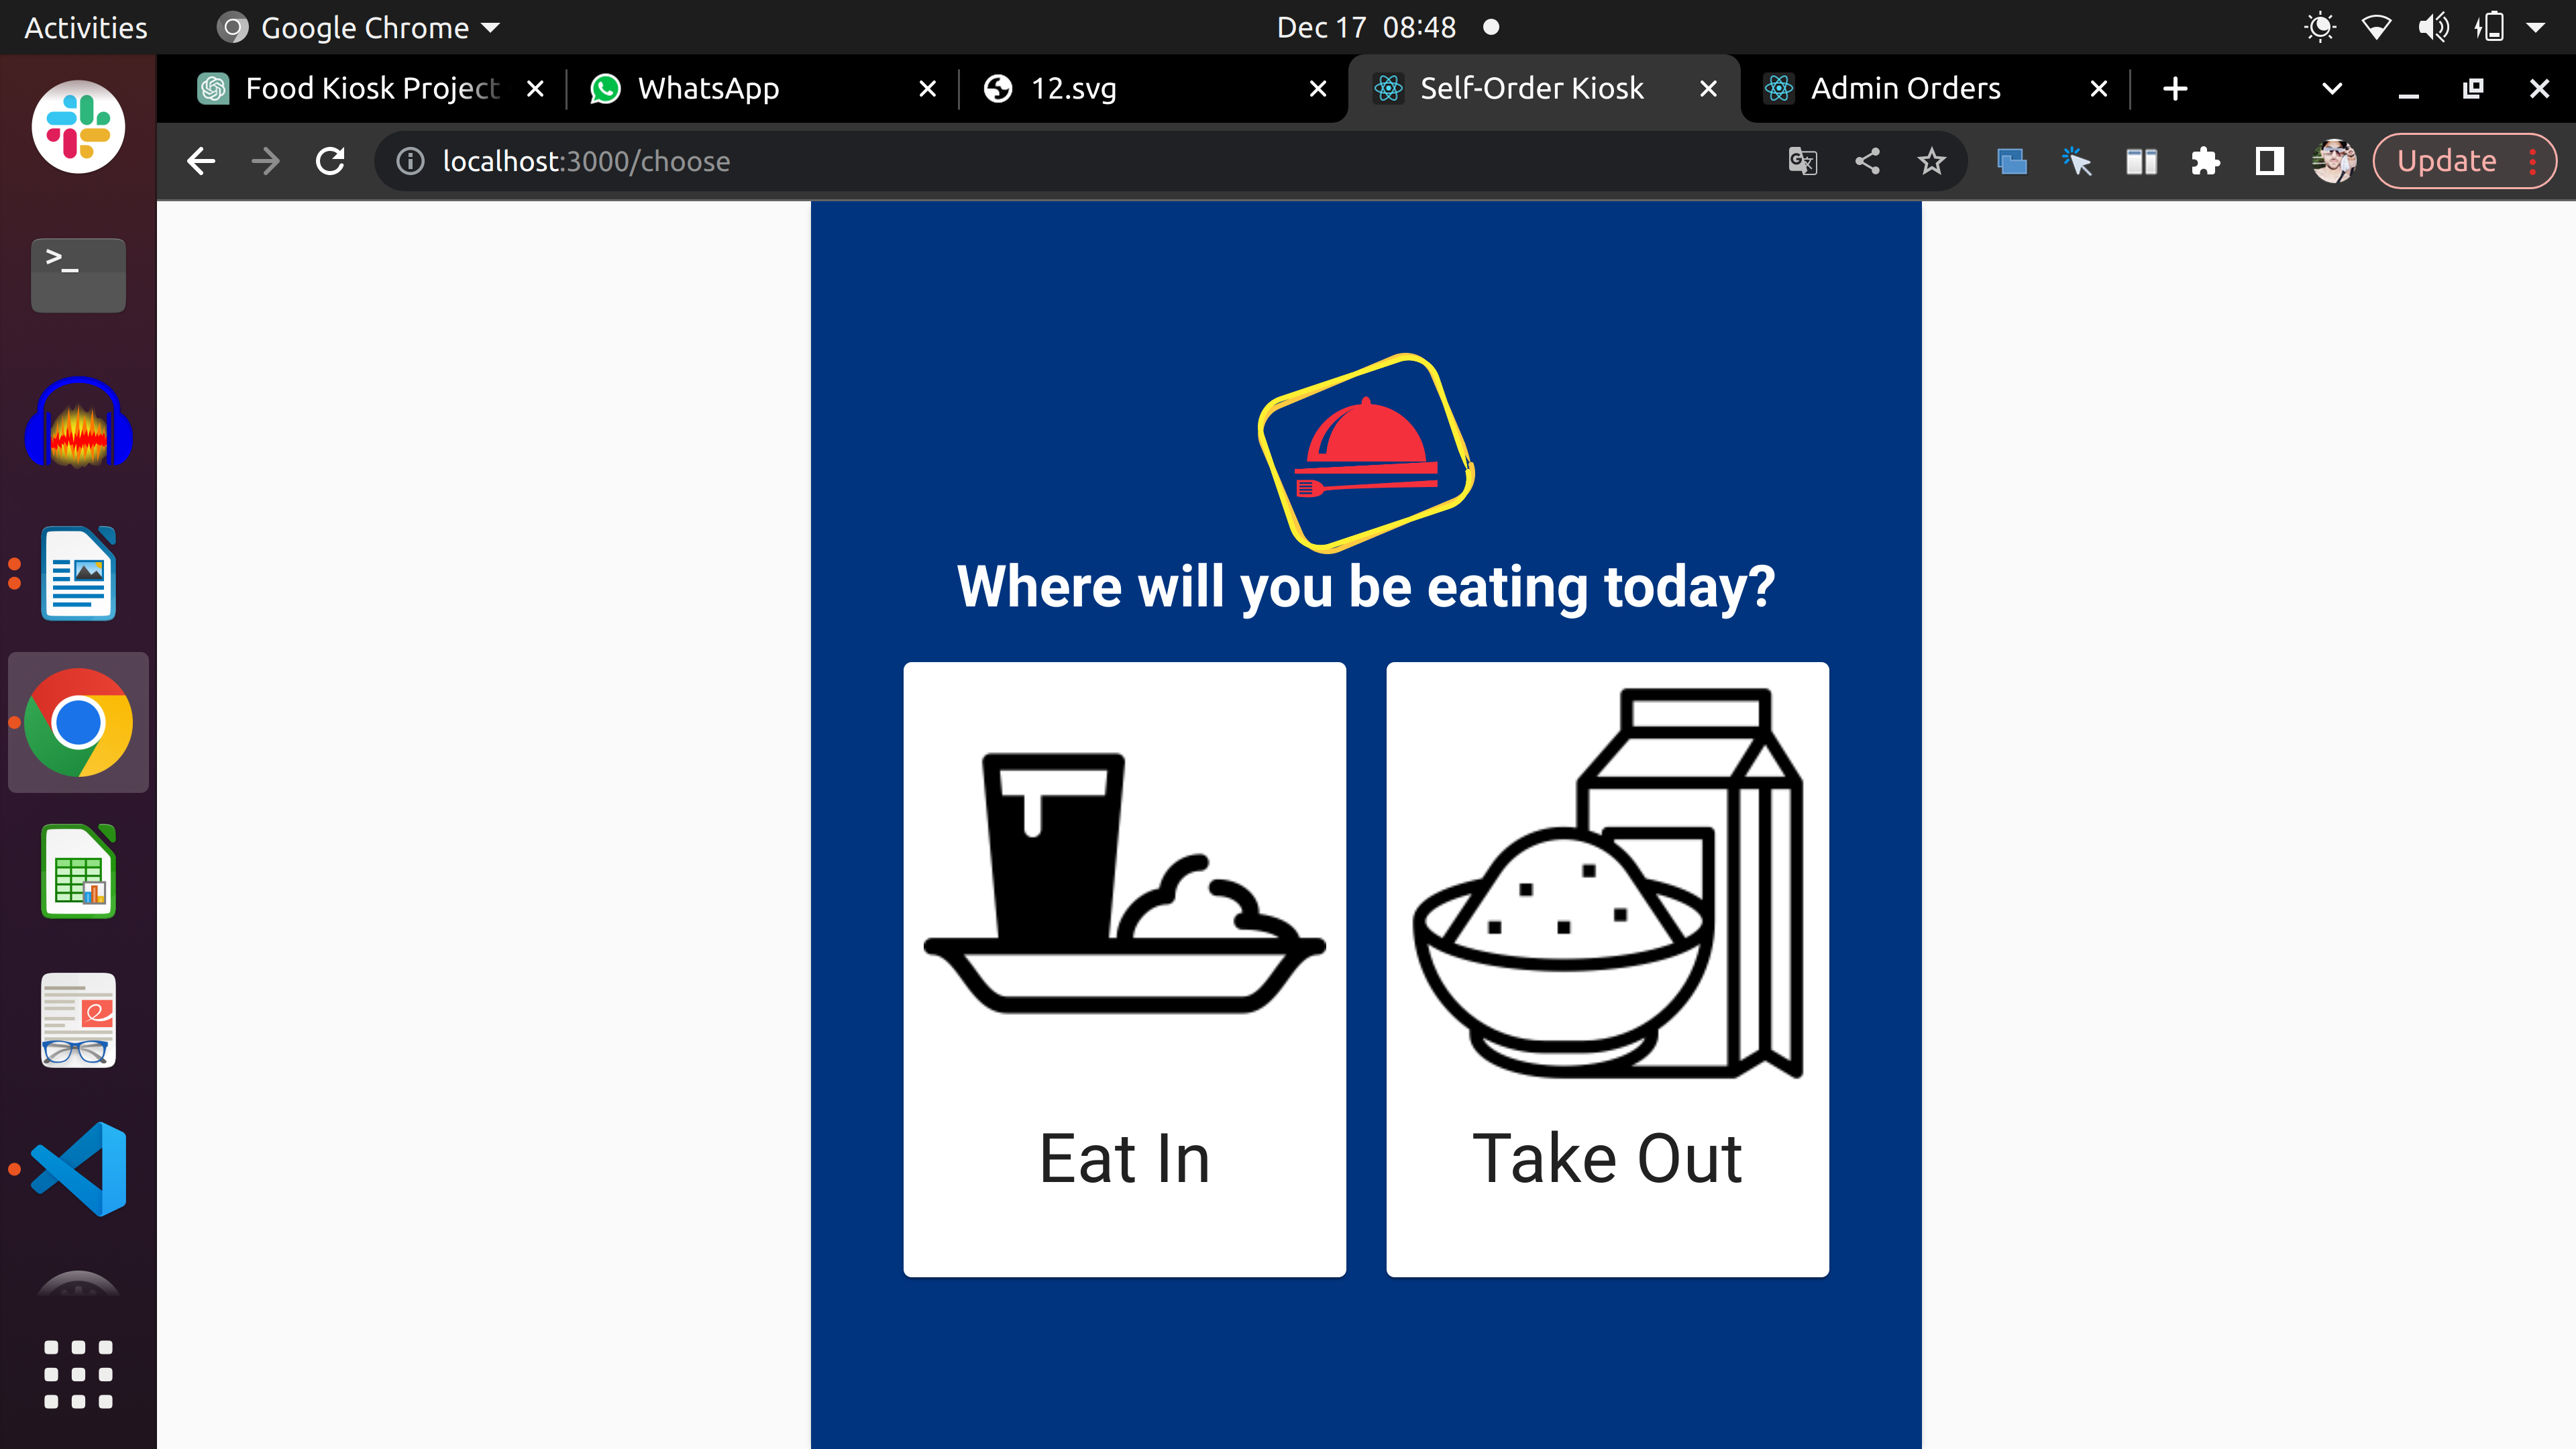 Activities Google Chrome Dec 17 08:48
Food Kiosk Project WhatsApp 12.svg Self-Order Kiosk Admin Orders
localhost:3000/choose Update
>_
Where will you be eating today?
Eat In Take Out